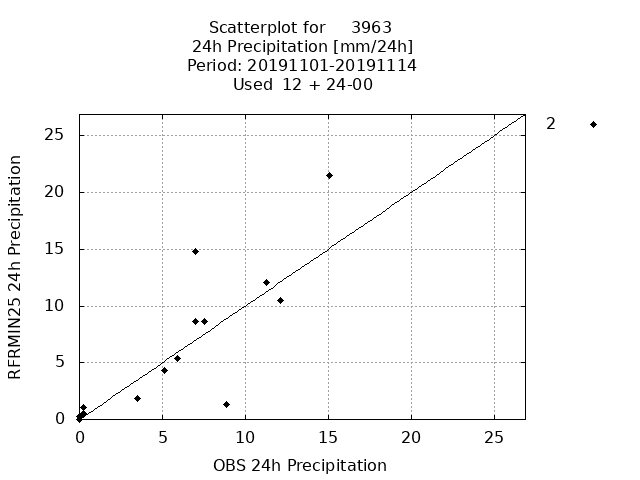 Scatterplot for 3963
24h Precipitation [mm/24h]
Period: 20191101-20191114
Used 12 + 24-00
2
25
20
15
10
5
0
RFRMIN25 24h Precipitation
0 5 10 15 20 25
OBS 24h Precipitation